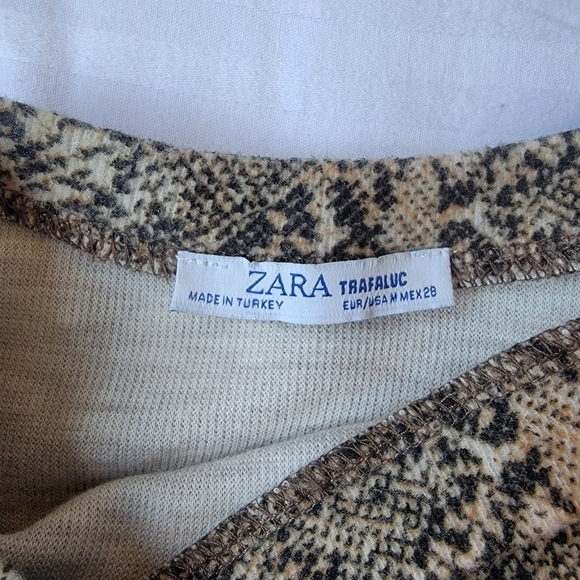 ZARA TRAFALUC
MADE IN TURKEY EUR/USA M MEX 28